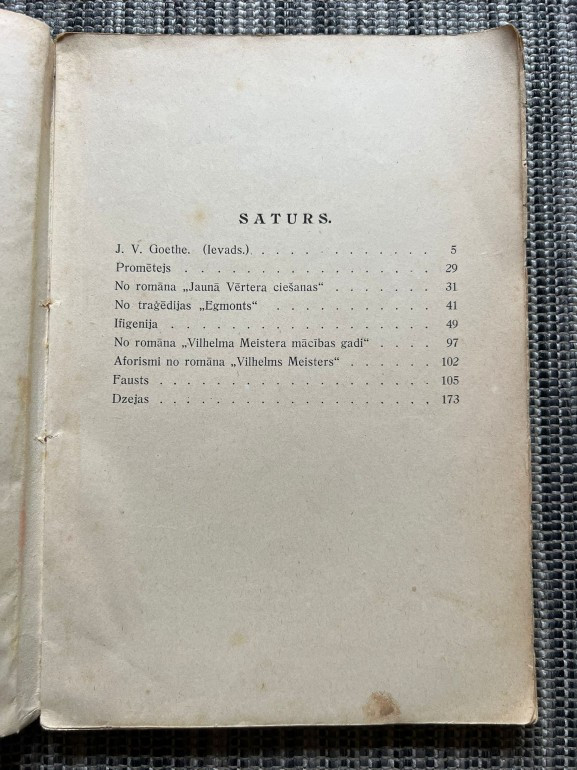 SATURS.
J. V. Goethe. (Ievads.) . . . . . . . . . . . . 5
Promētejs . . . . . . . . . . . . . . . . . . 29
No romāna „Jaunā Vērtera ciešanas“ . . . . . . . 31
No traģēdijas „Egmonts“ . . . . . . . . . . . . 41
Ifigenija . . . . . . . . . . . . . . . . . . . 49
No romāna „Vilhelma Meistera mācības gadi“ . . . . 97
Aforismi no romāna „Vilhelms Meisters“ . . . . . . 102
Fausts . . . . . . . . . . . . . . . . . . . 105
Dzejas . . . . . . . . . . . . . . . . . . . 173